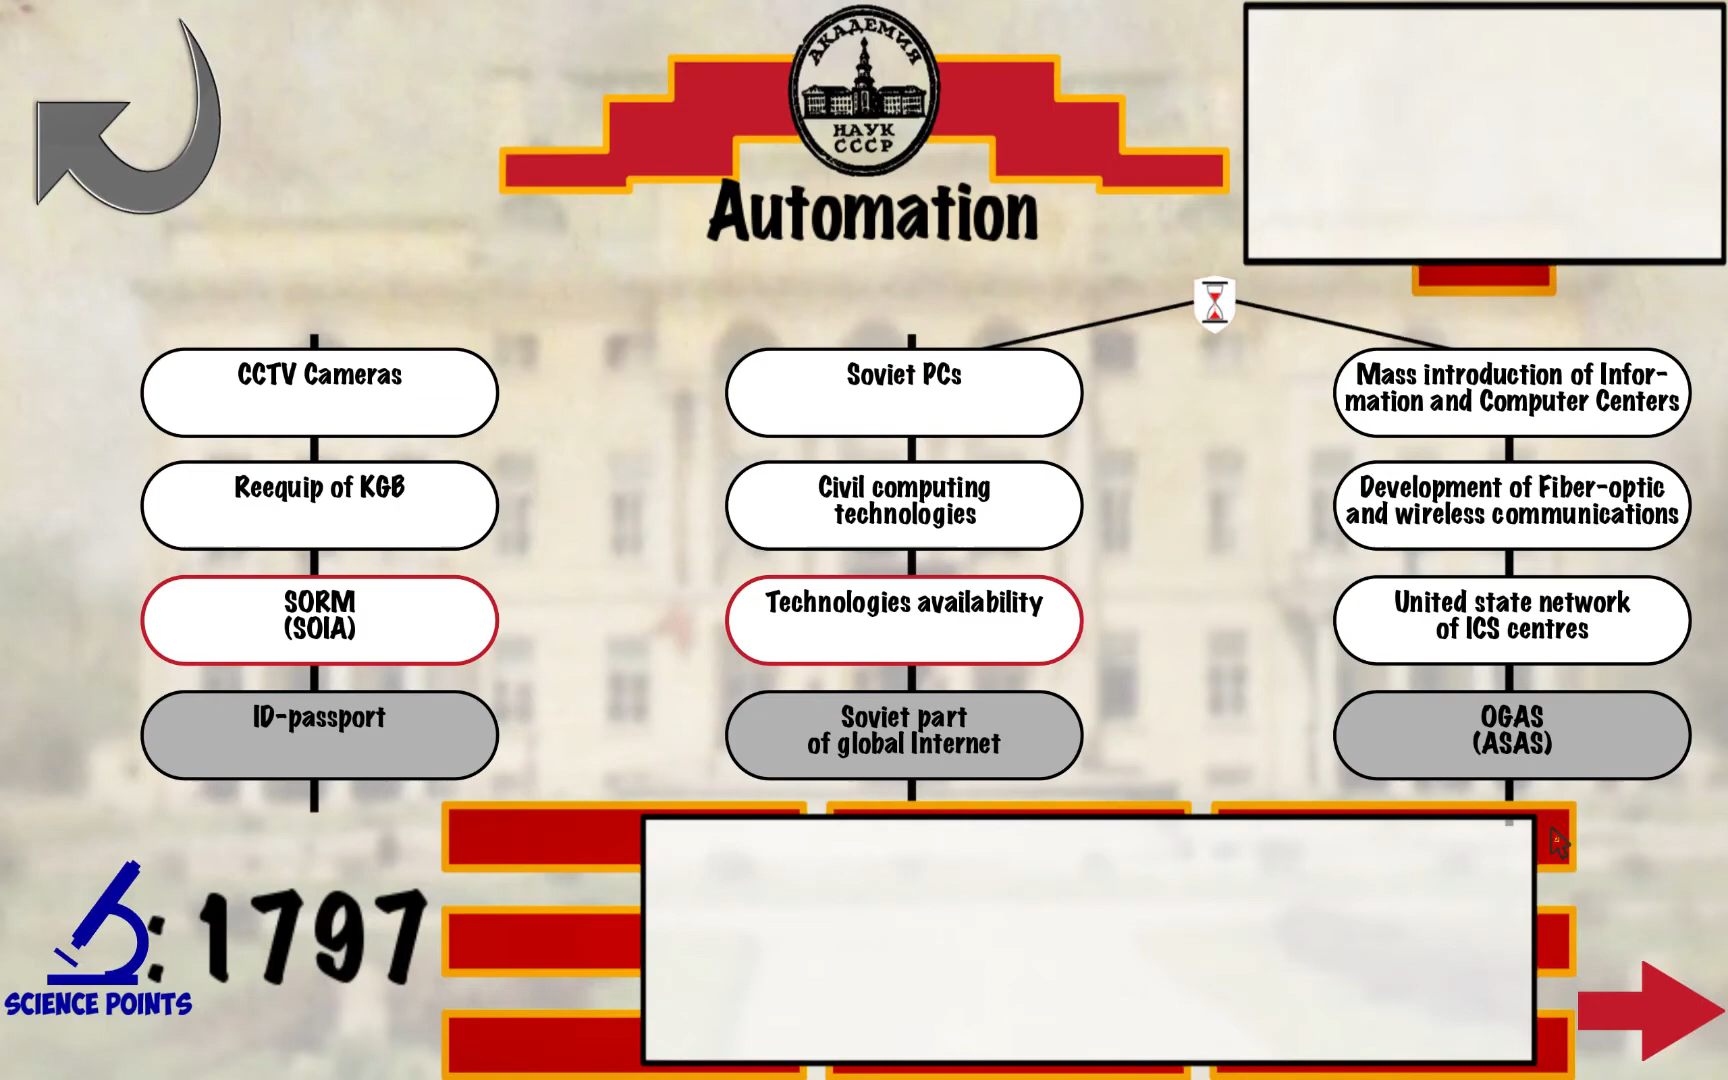 АКАДЕМИЯ
НАУК
СССР
Automation
CCTV Cameras
Soviet PCs
Mass introduction of Infor-
mation and Computer Centers
Reequip of KGB
Civil computing
technologies
Development of Fiber-optic
and wireless communications
SORM
(SOIA)
Technologies availability
United state network
of ICS centres
ID-passport
Soviet part
of global Internet
OGAS
(ASAS)
: 1797
SCIENCE POINTS